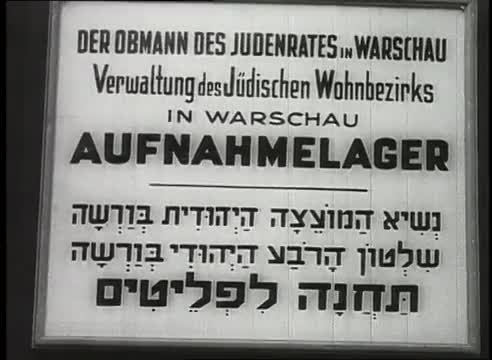 DER OBMANN DES JUDENRATES IN WARSCHAU
Verwaltung des Jüdischen Wohnbezirks
IN WARSCHAU
AUFNAHMELAGER
נְשִׂיא הַמוֹעֵצָה הַיְהוּדִית בְּוַרְשָׁה
שִׁלְטוֹן הָרֹבַע הַיְהוּדִי בְּוַרְשָׁה
תַּחֲנָה לִפְלֵיטִים